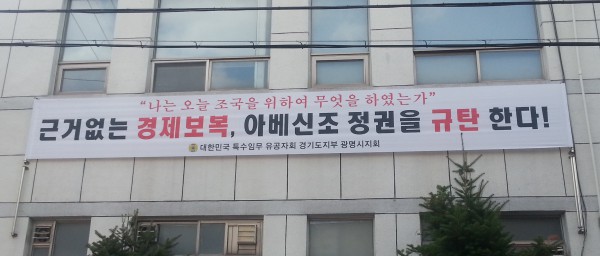 “나는 오늘 조국을 위하여 무엇을 하였는가”
근거없는 경제보복, 아베신조 정권을 규탄 한다!
대한민국 특수임무 유공자회 경기도지부 광명시지회